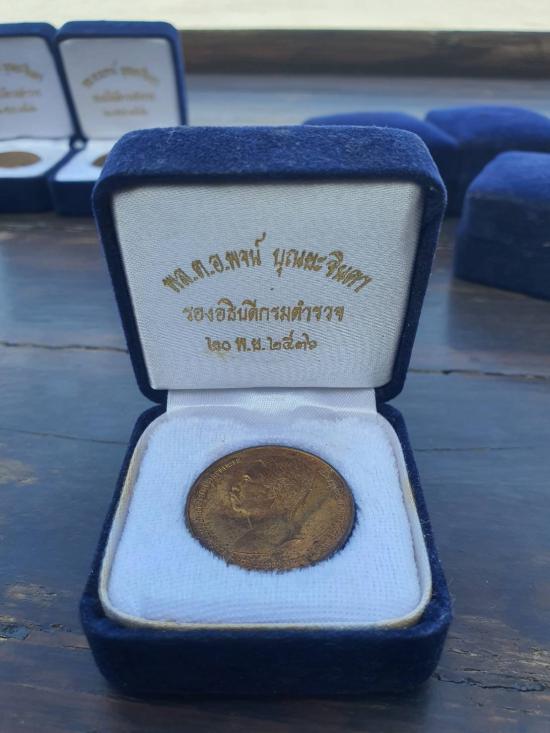 พล.ต.อ.พจน์ บุณยะจินดา
รองอธิบดีกรมตำรวจ
๒๐ พ.ย. ๒๕๓๖